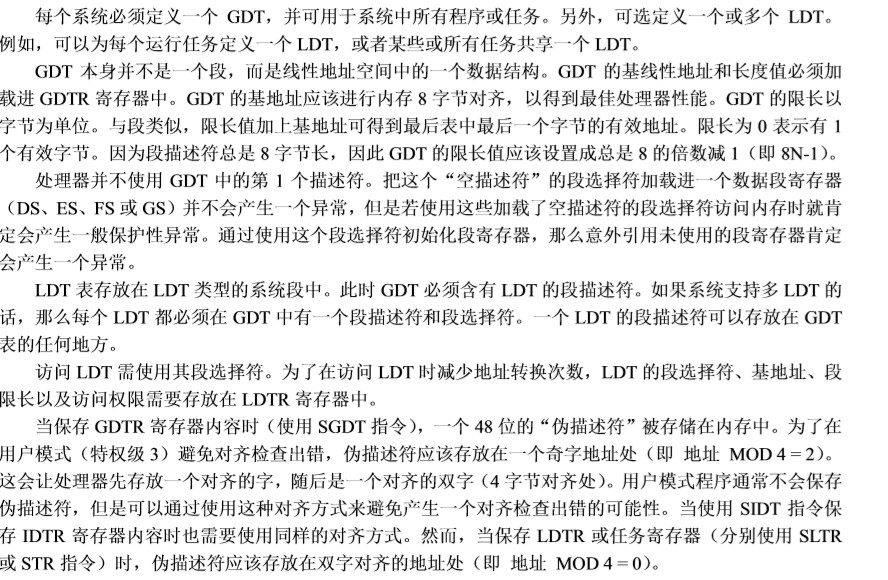 每个系统必须定义一个 GDT，并可用于系统中所有程序或任务。另外，可选定义一个或多个 LDT。
例如，可以为每个运行任务定义一个 LDT，或者某些或所有任务共享一个 LDT。
GDT 本身并不是一个段，而是线性地址空间中的一个数据结构。GDT 的基线性地址和长度值必须加
载进 GDTR 寄存器中。GDT 的基地址应该进行内存 8 字节对齐，以得到最佳处理器性能。GDT 的限长以
字节为单位。与段类似，限长值加上基地址可得到最后表中最后一个字节的有效地址。限长为 0 表示有 1
个有效字节。因为段描述符总是 8 字节长，因此 GDT 的限长值应该设置成总是 8 的倍数减 1（即 8N-1）。
处理器并不使用 GDT 中的第 1 个描述符。把这个“空描述符”的段选择符加载进一个数据段寄存器
（DS、ES、FS 或 GS）并不会产生一个异常，但是若使用这些加载了空描述符的段选择符访问内存时就肯
定会产生一般保护性异常。通过使用这个段选择符初始化段寄存器，那么意外引用未使用的段寄存器肯定
会产生一个异常。
LDT 表存放在 LDT 类型的系统段中。此时 GDT 必须含有 LDT 的段描述符。如果系统支持多 LDT 的
话，那么每个 LDT 都必须在 GDT 中有一个段描述符和段选择符。一个 LDT 的段描述符可以存放在 GDT
表的任何地方。
访问 LDT 需使用其段选择符。为了在访问 LDT 时减少地址转换次数，LDT 的段选择符、基地址、段
限长以及访问权限需要存放在 LDTR 寄存器中。
当保存 GDTR 寄存器内容时（使用 SGDT 指令），一个 48 位的“伪描述符”被存储在内存中。为了在
用户模式（特权级 3）避免对齐检查出错，伪描述符应该存放在一个奇字地址处（即 地址 MOD 4 = 2）。
这会让处理器先存放一个对齐的字，随后是一个对齐的双字（4 字节对齐处）。用户模式程序通常不会保存
伪描述符，但是可以通过使用这种对齐方式来避免产生一个对齐检查出错的可能性。当使用 SIDT 指令保
存 IDTR 寄存器内容时也需要使用同样的对齐方式。然而，当保存 LDTR 或任务寄存器（分别使用 SLTR
或 STR 指令）时，伪描述符应该存放在双字对齐的地址处（即 地址 MOD 4 = 0）。